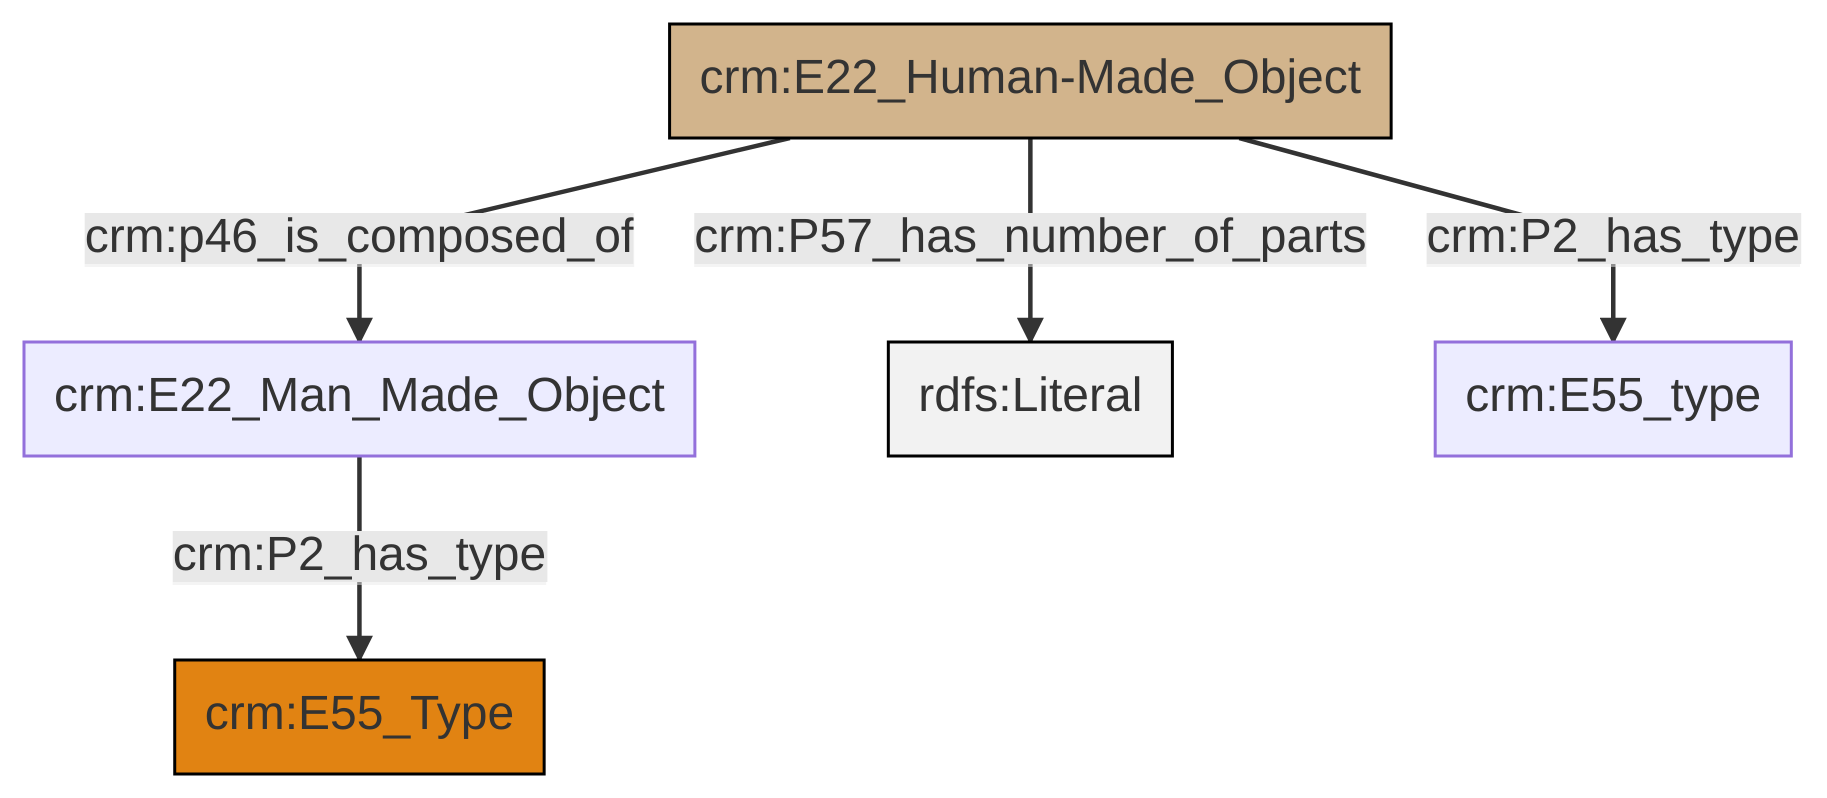 crm:E22_Human-Made_Object
crm:p46_is_composed_of
crm:P57_has_number_of_parts
crm:P2_has_type
crm:E22_Man_Made_Object
rdfs:Literal
crm:E55_type
crm:P2_has_type
crm:E55_Type